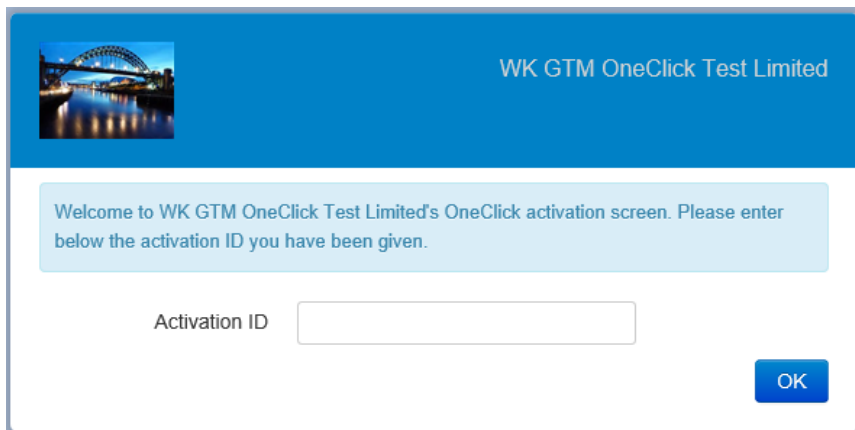 WK GTM OneClick Test Limited
Welcome to WK GTM OneClick Test Limited's OneClick activation screen. Please enter
below the activation ID you have been given.
Activation ID
OK